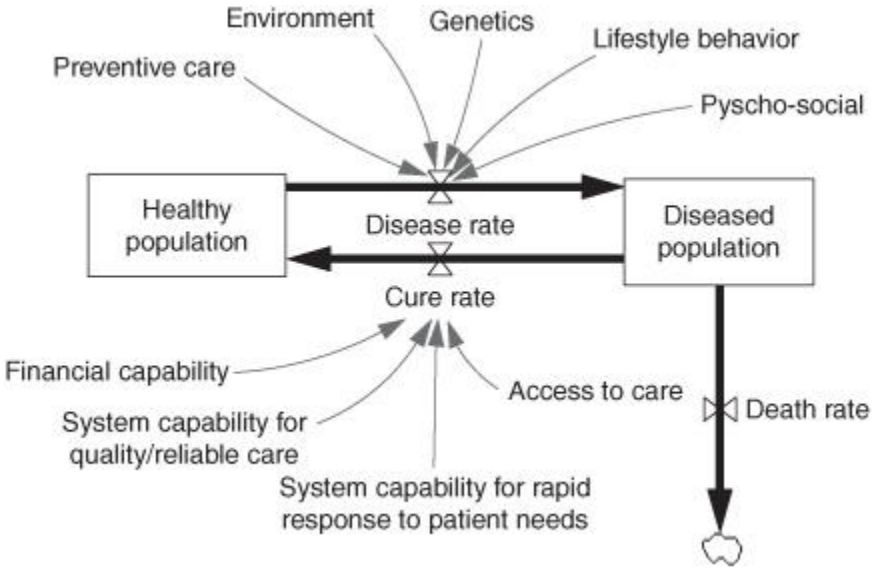 Environment
Genetics
Lifestyle behavior
Preventive care
Pyscho-social
Healthy
population
Disease rate
Diseased
population
Cure rate
Financial capability
Access to care
Death rate
System capability for
quality/reliable care
System capability for rapid
response to patient needs